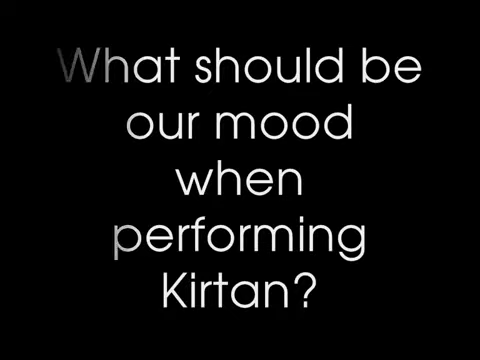 What should be
our mood
when
performing
Kirtan?